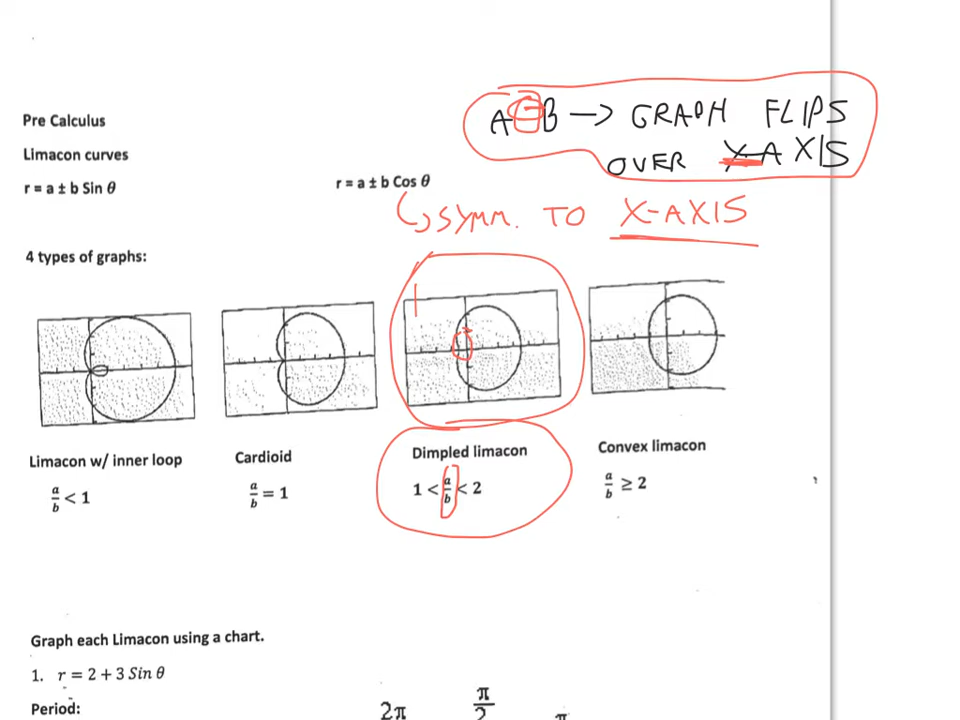 A - B → GRAPH FLIPS
OVER X-AXIS
Pre Calculus
Limacon curves
r = a ± b Sin θ
r = a ± b Cos θ
↳ SYMM. TO X-AXIS
4 types of graphs:
Limacon w/ inner loop
Cardioid
Dimpled limacon
Convex limacon
a/b < 1
a/b = 1
1 < a/b < 2
a/b ≥ 2
Graph each Limacon using a chart.
1. r = 2 + 3 Sin θ
Period:
2π
π/2
π